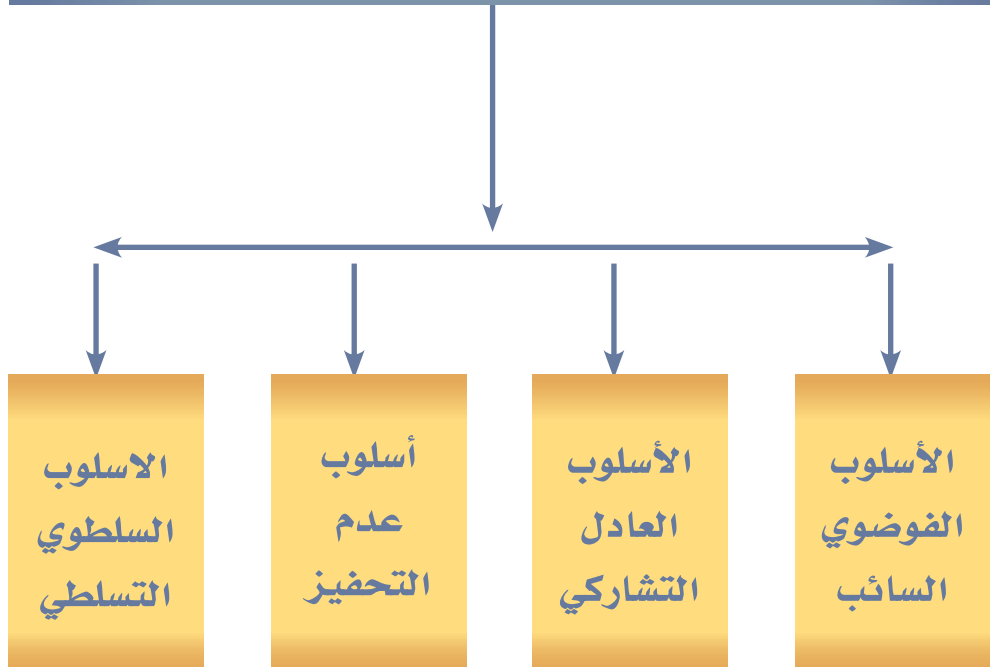 الأسلوب
الفوضوي
السائب
الأسلوب
العادل
التشاركي
أسلوب
عدم
التحفيز
الاسلوب
السلطوي
التسلطي